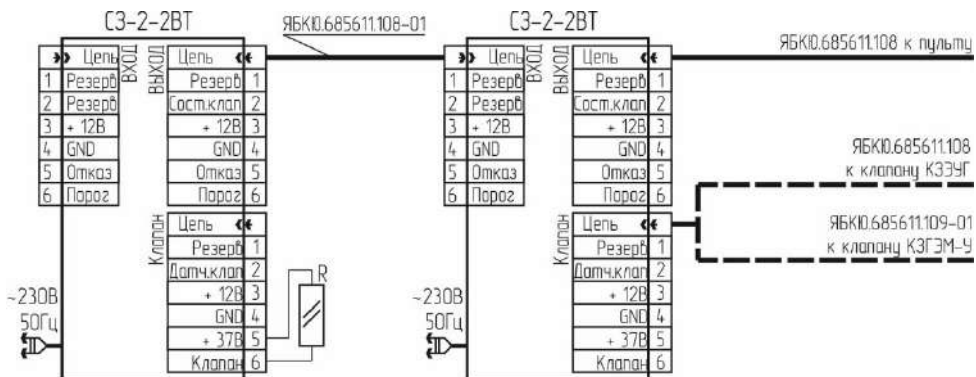 СЗ-2-2ВТ
ЯБКЮ.685611.108-01
СЗ-2-2ВТ
ЯБКЮ.685611.108 к пульту
Цепь
1 Резерв
2 Резерв
3 + 12В
4 GND
5 Отказ
6 Порог
ВХОД
ВЫХОД
Цепь
Резерв 1
Сост.клап 2
+ 12В 3
GND 4
Отказ 5
Порог 6
Клапан
Цепь
Резерв 1
Датч.клап 2
+ 12В 3
GND 4
+ 37В 5
Клапан 6
R
~230В
50Гц
Цепь
1 Резерв
2 Резерв
3 + 12В
4 GND
5 Отказ
6 Порог
ВХОД
ВЫХОД
Цепь
Резерв 1
Сост.клап 2
+ 12В 3
GND 4
Отказ 5
Порог 6
Клапан
Цепь
Резерв 1
Датч.клап 2
+ 12В 3
GND 4
+ 37В 5
Клапан 6
~230В
50Гц
ЯБКЮ.685611.108
к клапану КЗЭУГ
ЯБКЮ.685611.109-01
к клапану КЗГЭМ-У